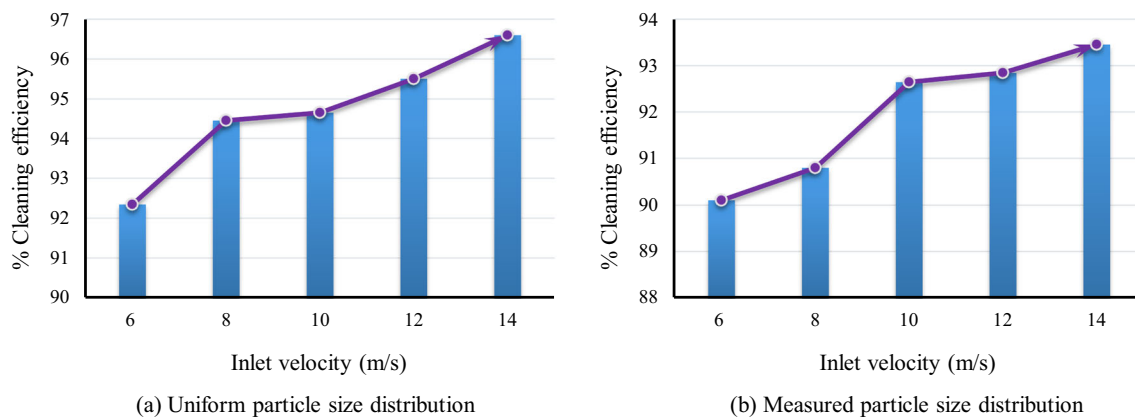 % Cleaning efficiency
97
96
95
94
93
92
91
90
6 8 10 12 14
Inlet velocity (m/s)
(a) Uniform particle size distribution
% Cleaning efficiency
94
93
92
91
90
89
88
6 8 10 12 14
Inlet velocity (m/s)
(b) Measured particle size distribution